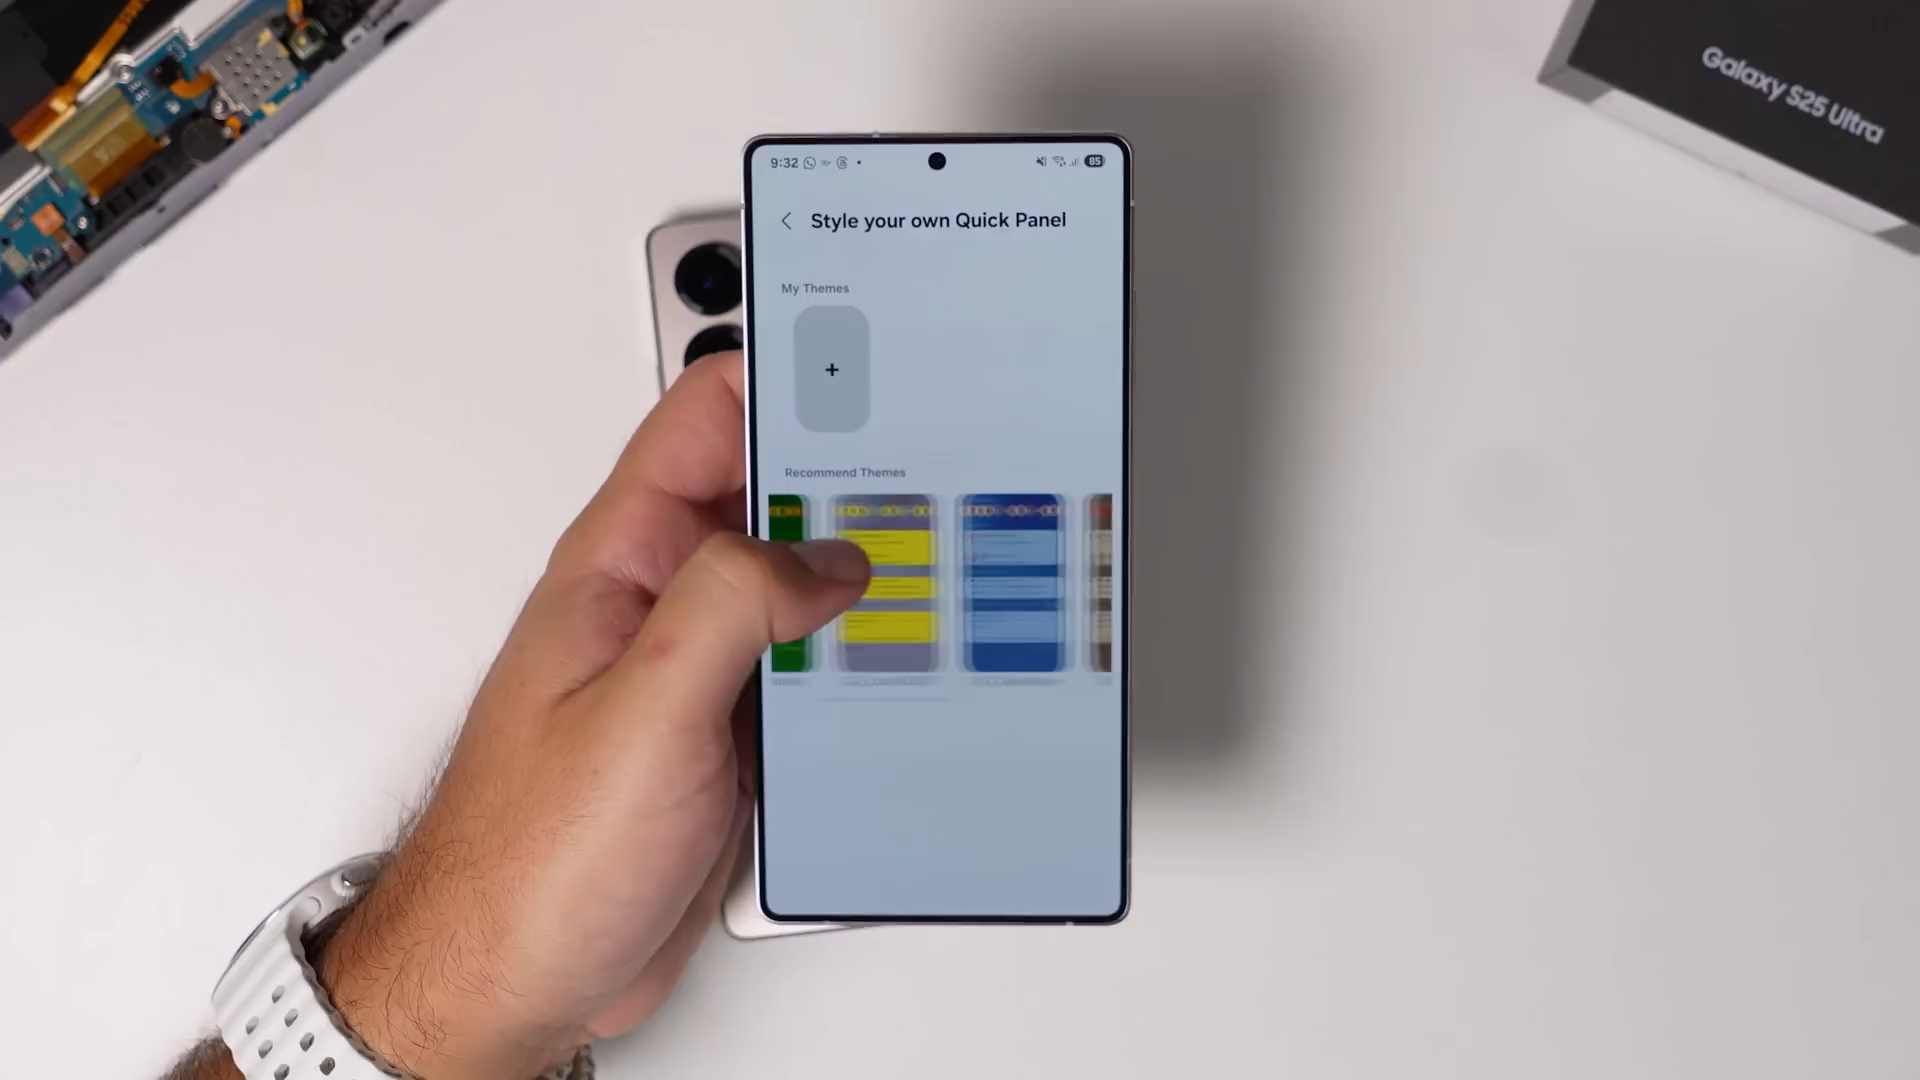 Galaxy S25 Ultra
9:32
85
Style your own Quick Panel
My Themes
+
Recommend Themes